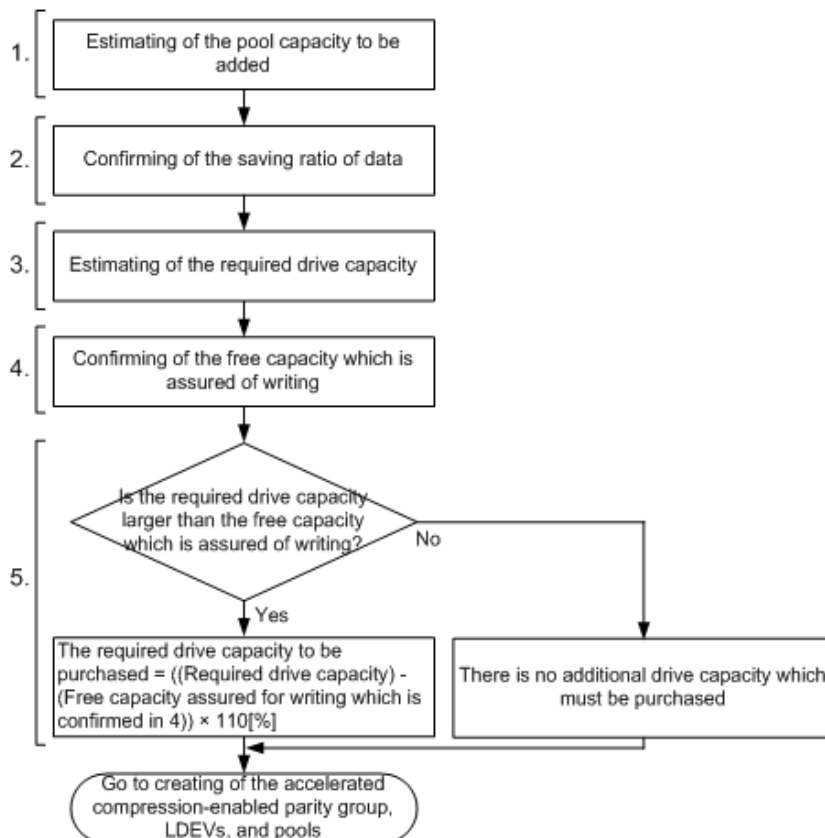 1.
Estimating of the pool capacity to be
added
2.
Confirming of the saving ratio of data
3.
Estimating of the required drive capacity
4.
Confirming of the free capacity which is
assured of writing
5.
Is the required drive capacity
larger than the free capacity
which is assured of writing?
No
Yes
The required drive capacity to be
purchased = ((Required drive capacity) -
(Free capacity assured for writing which is
confirmed in 4)) × 110[%]
There is no additional drive capacity which
must be purchased
Go to creating of the accelerated
compression-enabled parity group,
LDEVs, and pools